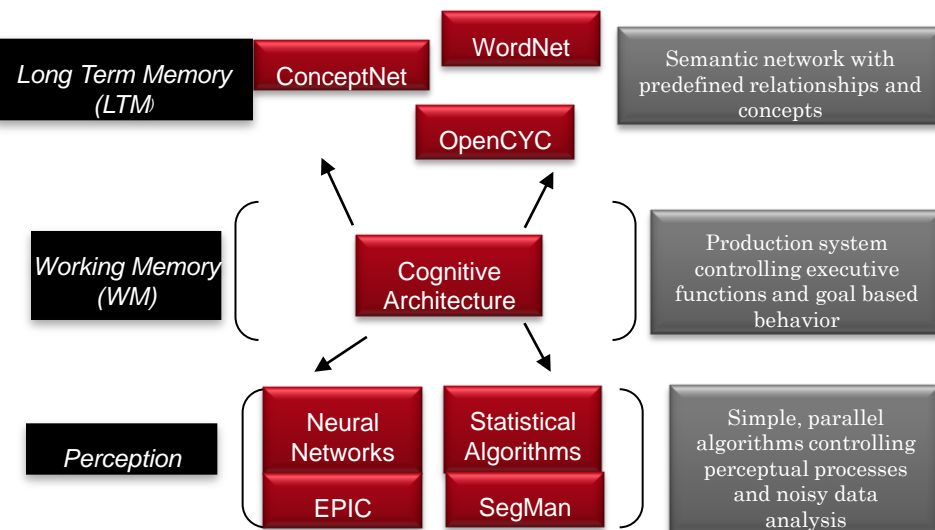 Long Term Memory
(LTM)
ConceptNet
WordNet
OpenCYC
Semantic network with
predefined relationships and
concepts
Working Memory
(WM)
Cognitive
Architecture
Production system
controlling executive
functions and goal based
behavior
Perception
Neural
Networks
EPIC
Statistical
Algorithms
SegMan
Simple, parallel
algorithms controlling
perceptual processes
and noisy data
analysis